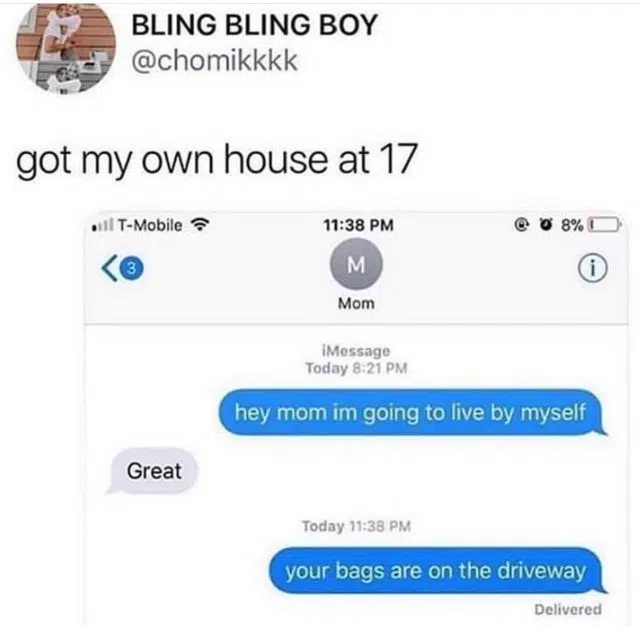 BLING BLING BOY
@chomikkkk
got my own house at 17
T-Mobile 11:38 PM 8%
3
M
Mom
iMessage
Today 8:21 PM
hey mom im going to live by myself
Great
Today 11:38 PM
your bags are on the driveway
Delivered